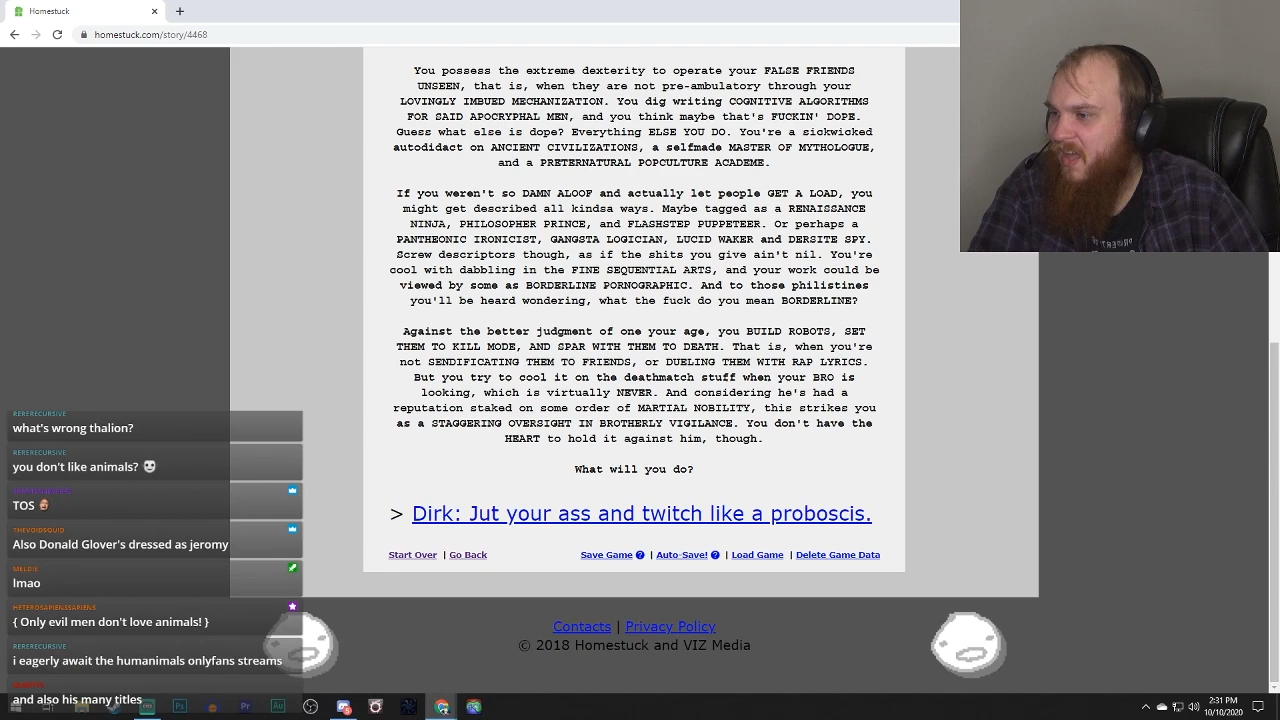 Homestuck
homestuck.com/story/4468
You possess the extreme dexterity to operate your FALSE FRIENDS
UNSEEN, that is, when they are not pre-ambulatory through your
LOVINGLY IMBUED MECHANIZATION. You dig writing COGNITIVE ALGORITHMS
FOR SAID APOCRYPHAL MEN, and you think maybe that's FUCKIN' DOPE.
Guess what else is dope? Everything ELSE YOU DO. You're a sickwicked
autodidact on ANCIENT CIVILIZATIONS, a selfmade MASTER OF MYTHOLOGUE,
and a PRETERNATURAL POPCULTURE ACADEME.
If you weren't so DAMN ALOOF and actually let people GET A LOAD, you
might get described all kindsa ways. Maybe tagged as a RENAISSANCE
NINJA, PHILOSOPHER PRINCE, and FLASHSTEP PUPPETEER. Or perhaps a
PANTHEONIC IRONICIST, GANGSTA LOGICIAN, LUCID WAKER and DERSITE SPY.
Screw descriptors though, as if the shits you give ain't nil. You're
cool with dabbling in the FINE SEQUENTIAL ARTS, and your work could be
viewed by some as BORDERLINE PORNOGRAPHIC. And to those philistines
you'll be heard wondering, what the fuck do you mean BORDERLINE?
Against the better judgment of one your age, you BUILD ROBOTS, SET
THEM TO KILL MODE, AND SPAR WITH THEM TO DEATH. That is, when you're
not SENDIFICATING THEM TO FRIENDS, or DUELING THEM WITH RAP LYRICS.
But you try to cool it on the deathmatch stuff when your BRO is
looking, which is virtually NEVER. And considering he's had a
reputation staked on some order of MARTIAL NOBILITY, this strikes you
as a STAGGERING OVERSIGHT IN BROTHERLY VIGILANCE. You don't have the
HEART to hold it against him, though.
What will you do?
> Dirk: Jut your ass and twitch like a proboscis.
Start Over | Go Back Save Game ? | Auto-Save! ? | Load Game | Delete Game Data
Contacts | Privacy Policy
© 2018 Homestuck and VIZ Media
RERERECURSIVE
what's wrong thalion?
RERERECURSIVE
you don't like animals?
TOS
THEVOIDSQUID
Also Donald Glover's dressed as jeromy
MELDIE
lmao
HETEROSAPIENSSAPIENS
{ Only evil men don't love animals! }
RERERECURSIVE
i eagerly await the humanimals onlyfans streams
and also his many titles
2:31 PM
10/10/2020